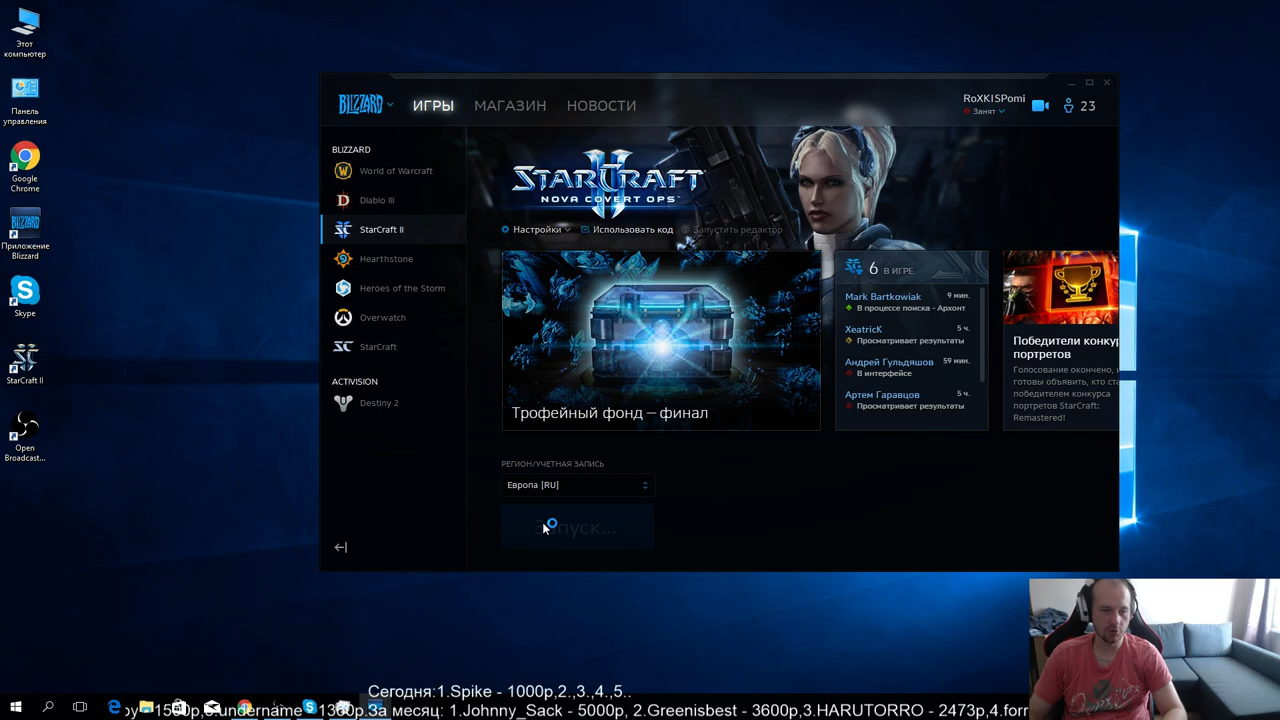 Этот
компьютер
Панель
управления
Google
Chrome
BLIZZARD
Приложение
Blizzard
Skype
StarCraft II
Open
Broadcast...
BLIZZARD
ИГРЫ
МАГАЗИН
НОВОСТИ
RoXKISPomi
Занят
23
BLIZZARD
World of Warcraft
Diablo III
StarCraft II
Hearthstone
Heroes of the Storm
Overwatch
StarCraft
ACTIVISION
Destiny 2
STARCRAFT II
NOVA COVERT OPS
Настройки
Использовать код
Запустить редактор
Трофейный фонд – финал
6 В ИГРЕ
Mark Bartkowiak 9 мин.
В процессе поиска - Архонт
XeatricK 5 ч.
Просматривает результаты
Андрей Гульдяшов 59 мин.
В интерфейсе
Артем Гаравцов 5 ч.
Просматривает результаты
Победители конкур
портретов
Голосование окончено, и
готовы объявить, кто ста
победителем конкурса
портретов StarCraft:
Remastered!
РЕГИОН/УЧЕТНАЯ ЗАПИСЬ
Европа [RU]
Запуск...
Сегодня:1.Spike - 1000р,2.,3.,4.,5..
За месяц: 1.Johnny_Sack - 5000р, 2.Greenisbest - 3600р,3.HARUTORRO - 2473р,4.forr